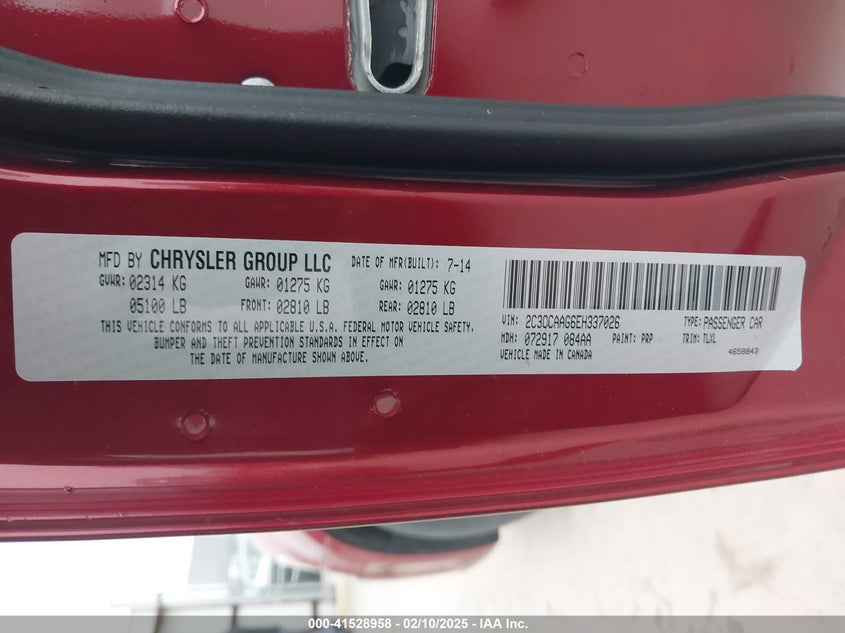 MFD BY CHRYSLER GROUP LLC DATE OF MFR(BUILT): 7-14
GVWR: 02314 KG GAWR: 01275 KG GAWR: 01275 KG
05100 LB FRONT: 02810 LB REAR: 02810 LB
THIS VEHICLE CONFORMS TO ALL APPLICABLE U.S.A. FEDERAL MOTOR VEHICLE SAFETY,
BUMPER AND THEFT PREVENTION STANDARDS IN EFFECT ON
THE DATE OF MANUFACTURE SHOWN ABOVE.
VIN: 2C3CCAAG6EH337026 TYPE: PASSENGER CAR
MDH: 072917 084AA PAINT: PRP TRIM: TLXL
VEHICLE MADE IN CANADA 4658843
000-41528958 — 02/10/2025 — IAA Inc.